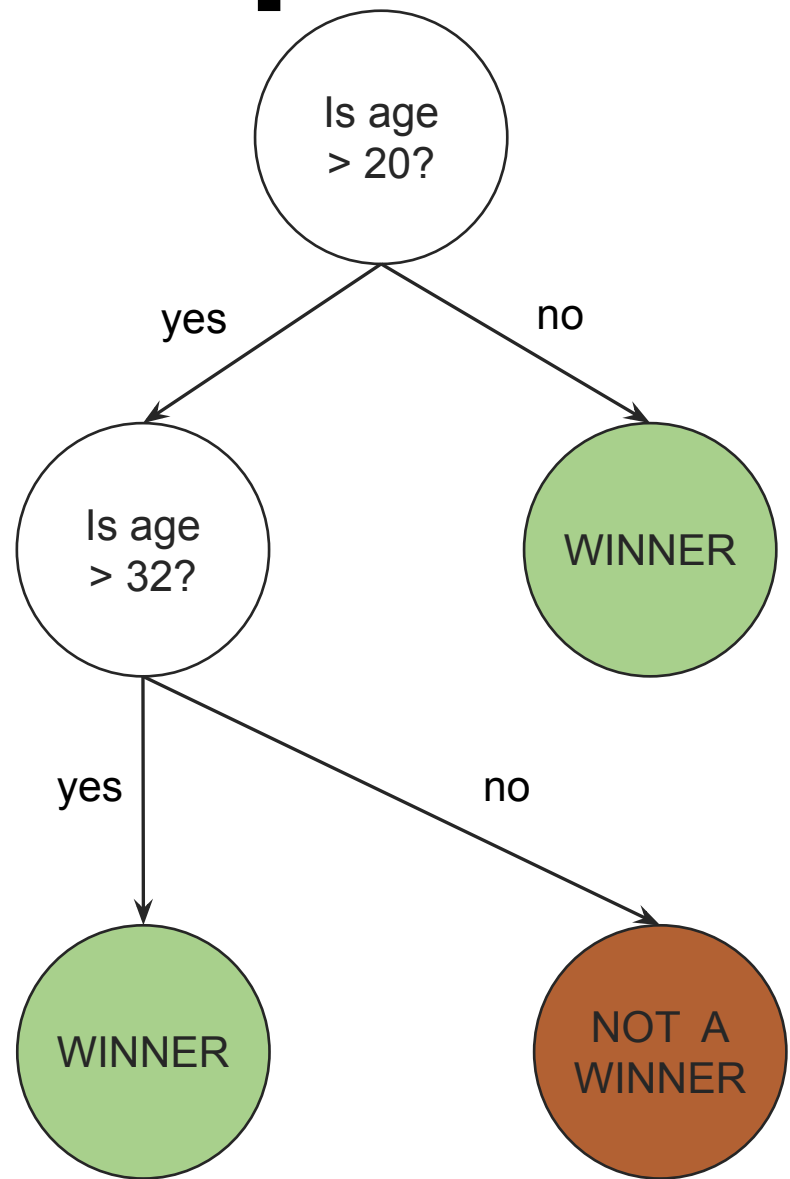 Is age
> 20?
yes
no
Is age
> 32?
WINNER
yes
no
WINNER
NOT A
WINNER